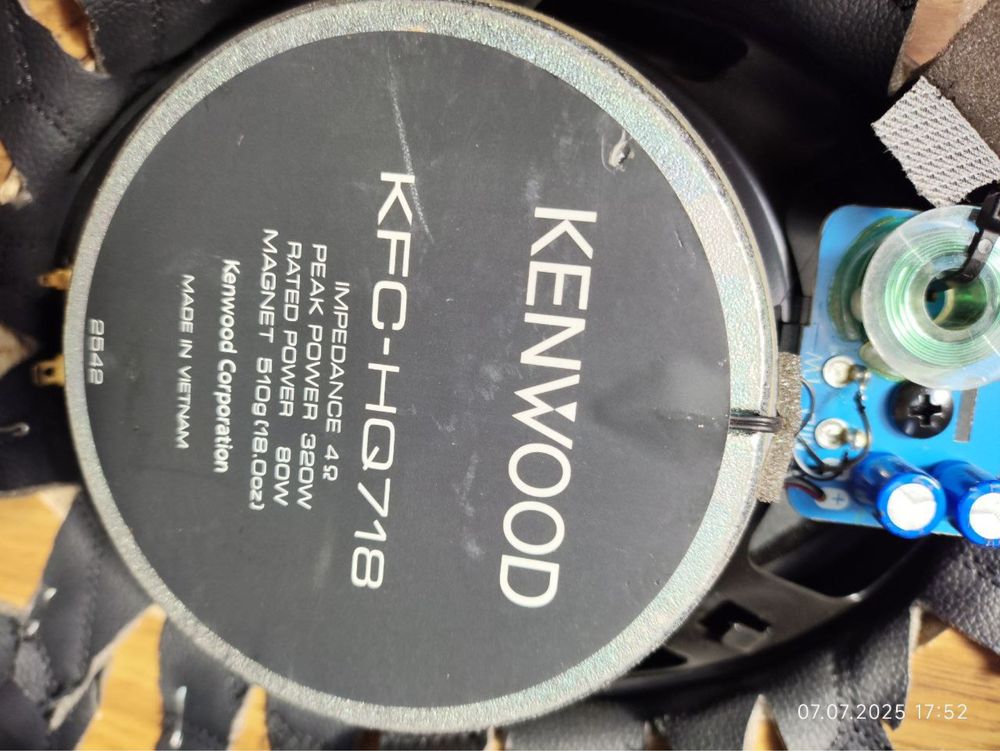 KENWOOD
KFC-HQ718
IMPEDANCE 4Ω
PEAK POWER 320W
RATED POWER 80W
MAGNET 510g(18.0oz)
Kenwood Corporation
MADE IN VIETNAM
2542
W
+
07.07.2025 17:52